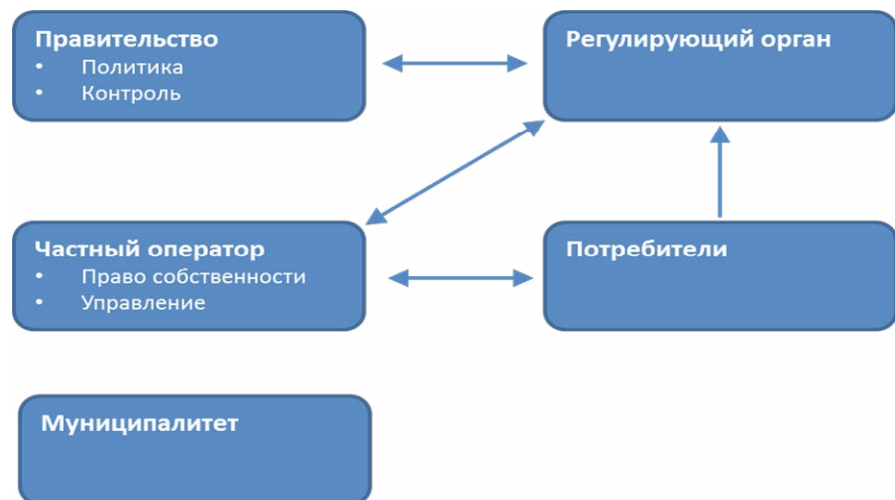 Правительство
• Политика
• Контроль
Регулирующий орган
Частный оператор
• Право собственности
• Управление
Потребители
Муниципалитет